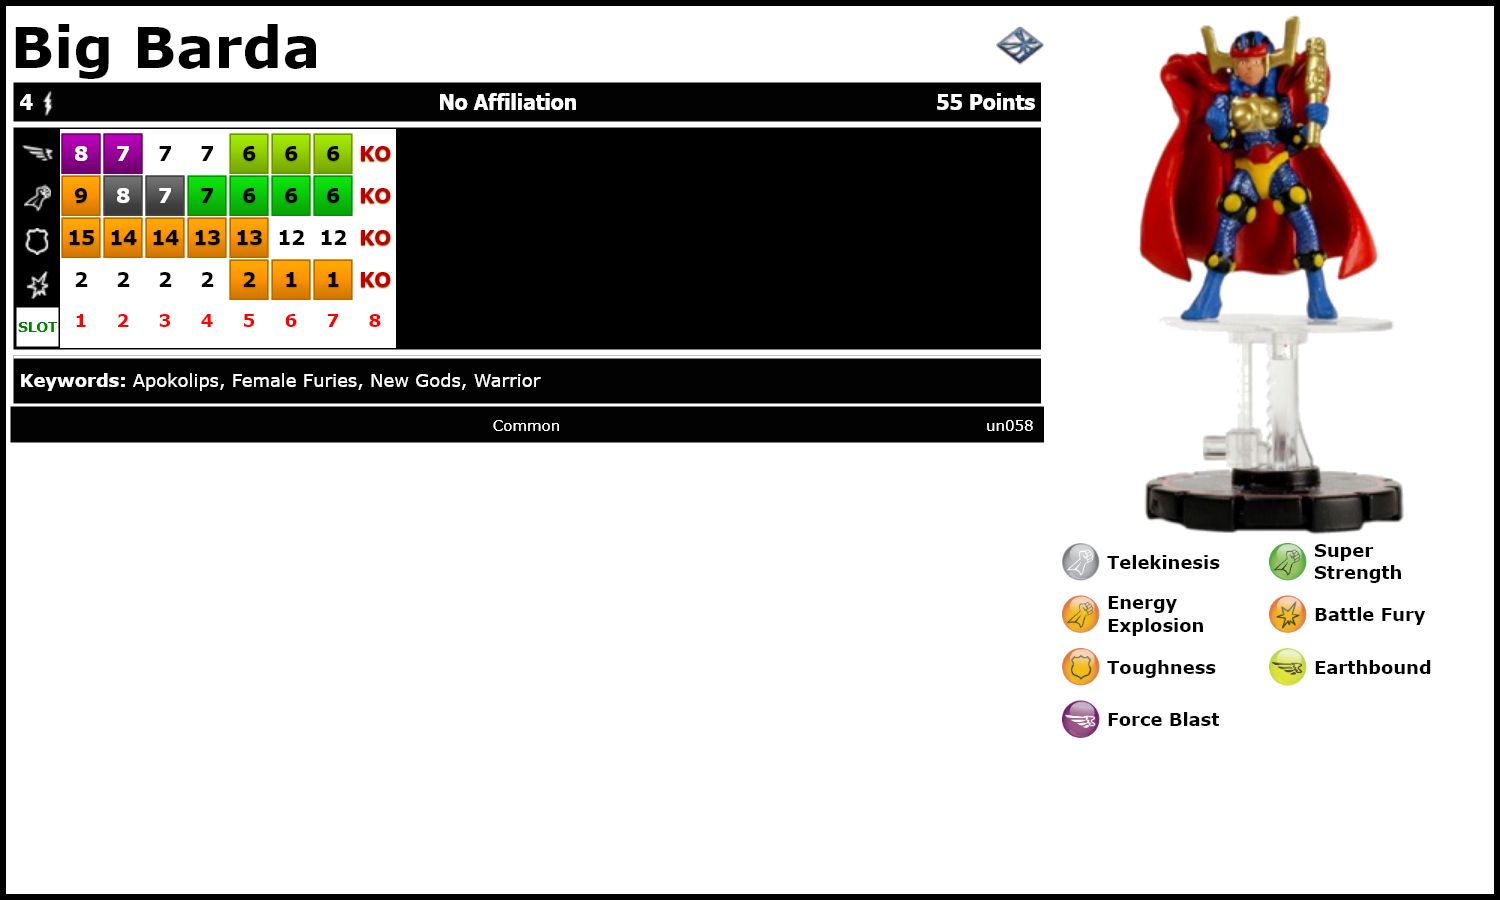 Big Barda
4 No Affiliation 55 Points
8 7 7 7 6 6 6 KO
9 8 7 7 6 6 6 KO
15 14 14 13 13 12 12 KO
2 2 2 2 2 1 1 KO
SLOT 1 2 3 4 5 6 7 8
Keywords: Apokolips, Female Furies, New Gods, Warrior
Common un058
Telekinesis
Super
Strength
Energy
Explosion
Battle Fury
Toughness
Earthbound
Force Blast